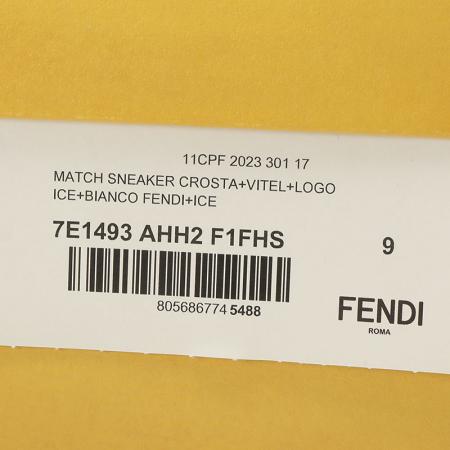 11CPF 2023 301 17
MATCH SNEAKER CROSTA+VITEL+LOGO
ICE+BIANCO FENDI+ICE
7E1493 AHH2 F1FHS
9
805686774 5488
FENDI
ROMA